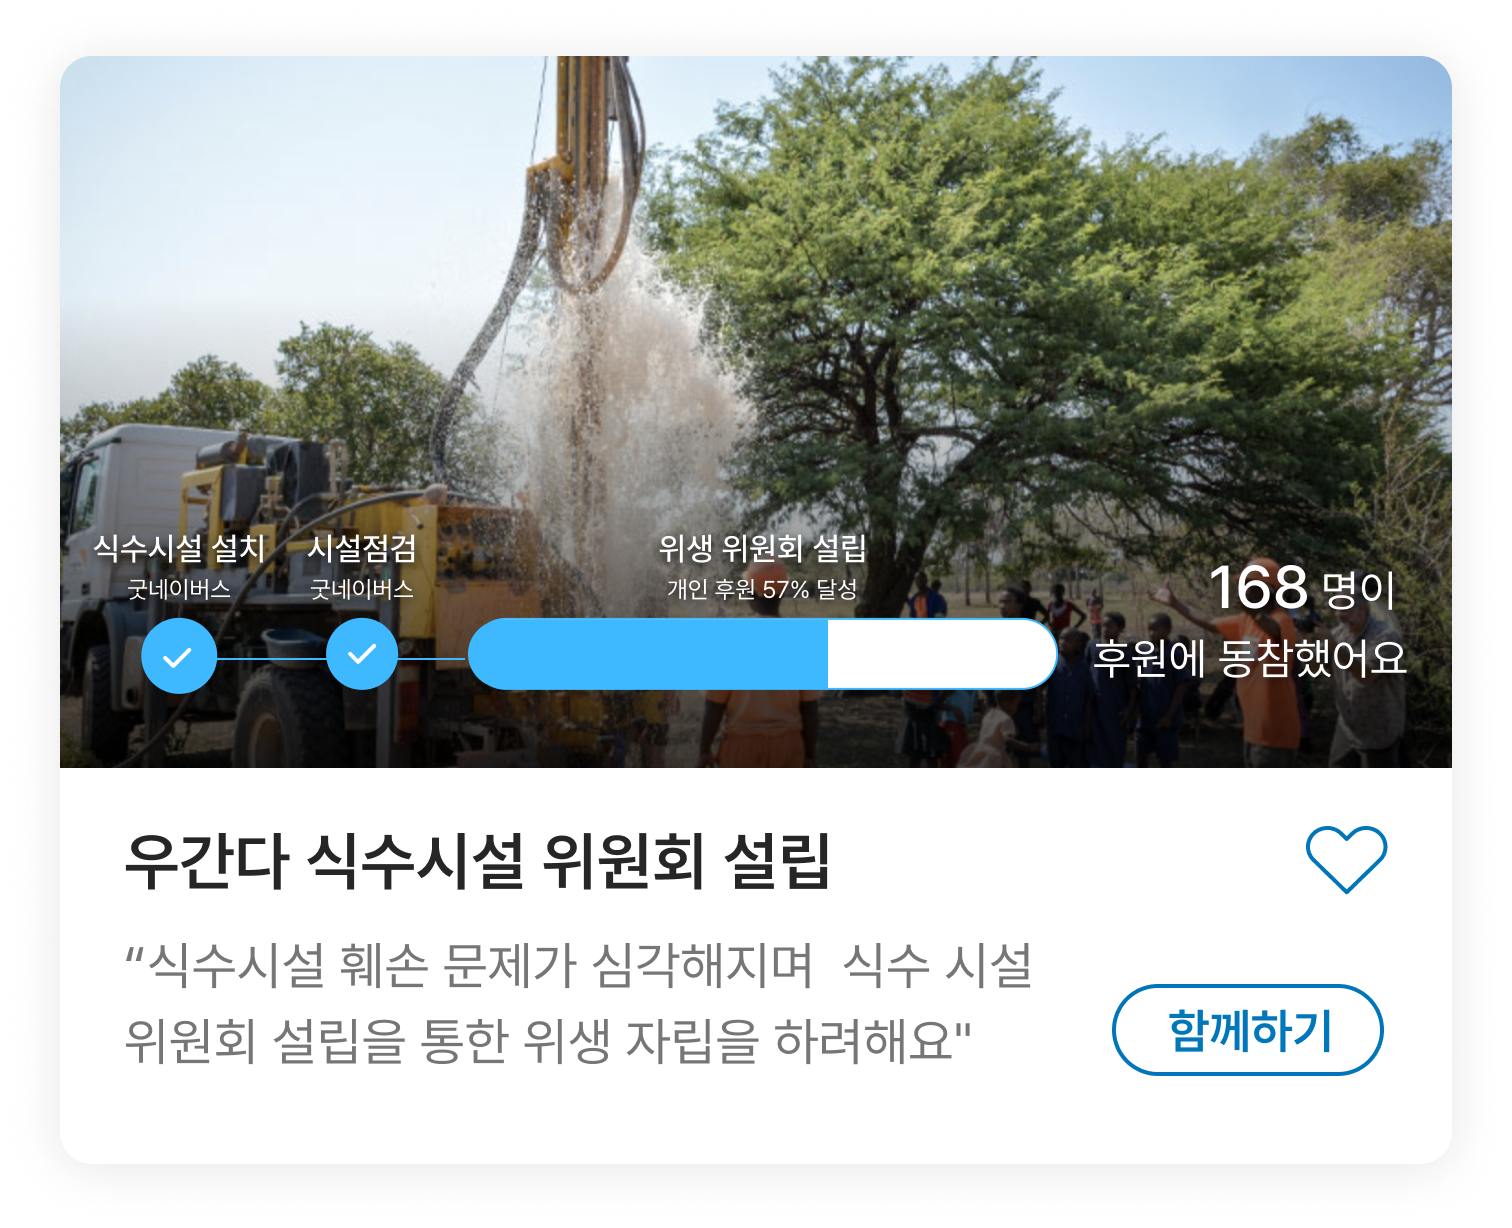 식수시설 설치
굿네이버스
시설점검
굿네이버스
위생 위원회 설립
개인 후원 57% 달성
168 명이
후원에 동참했어요
우간다 식수시설 위원회 설립
“식수시설 훼손 문제가 심각해지며  식수 시설
위원회 설립을 통한 위생 자립을 하려해요"
함께하기